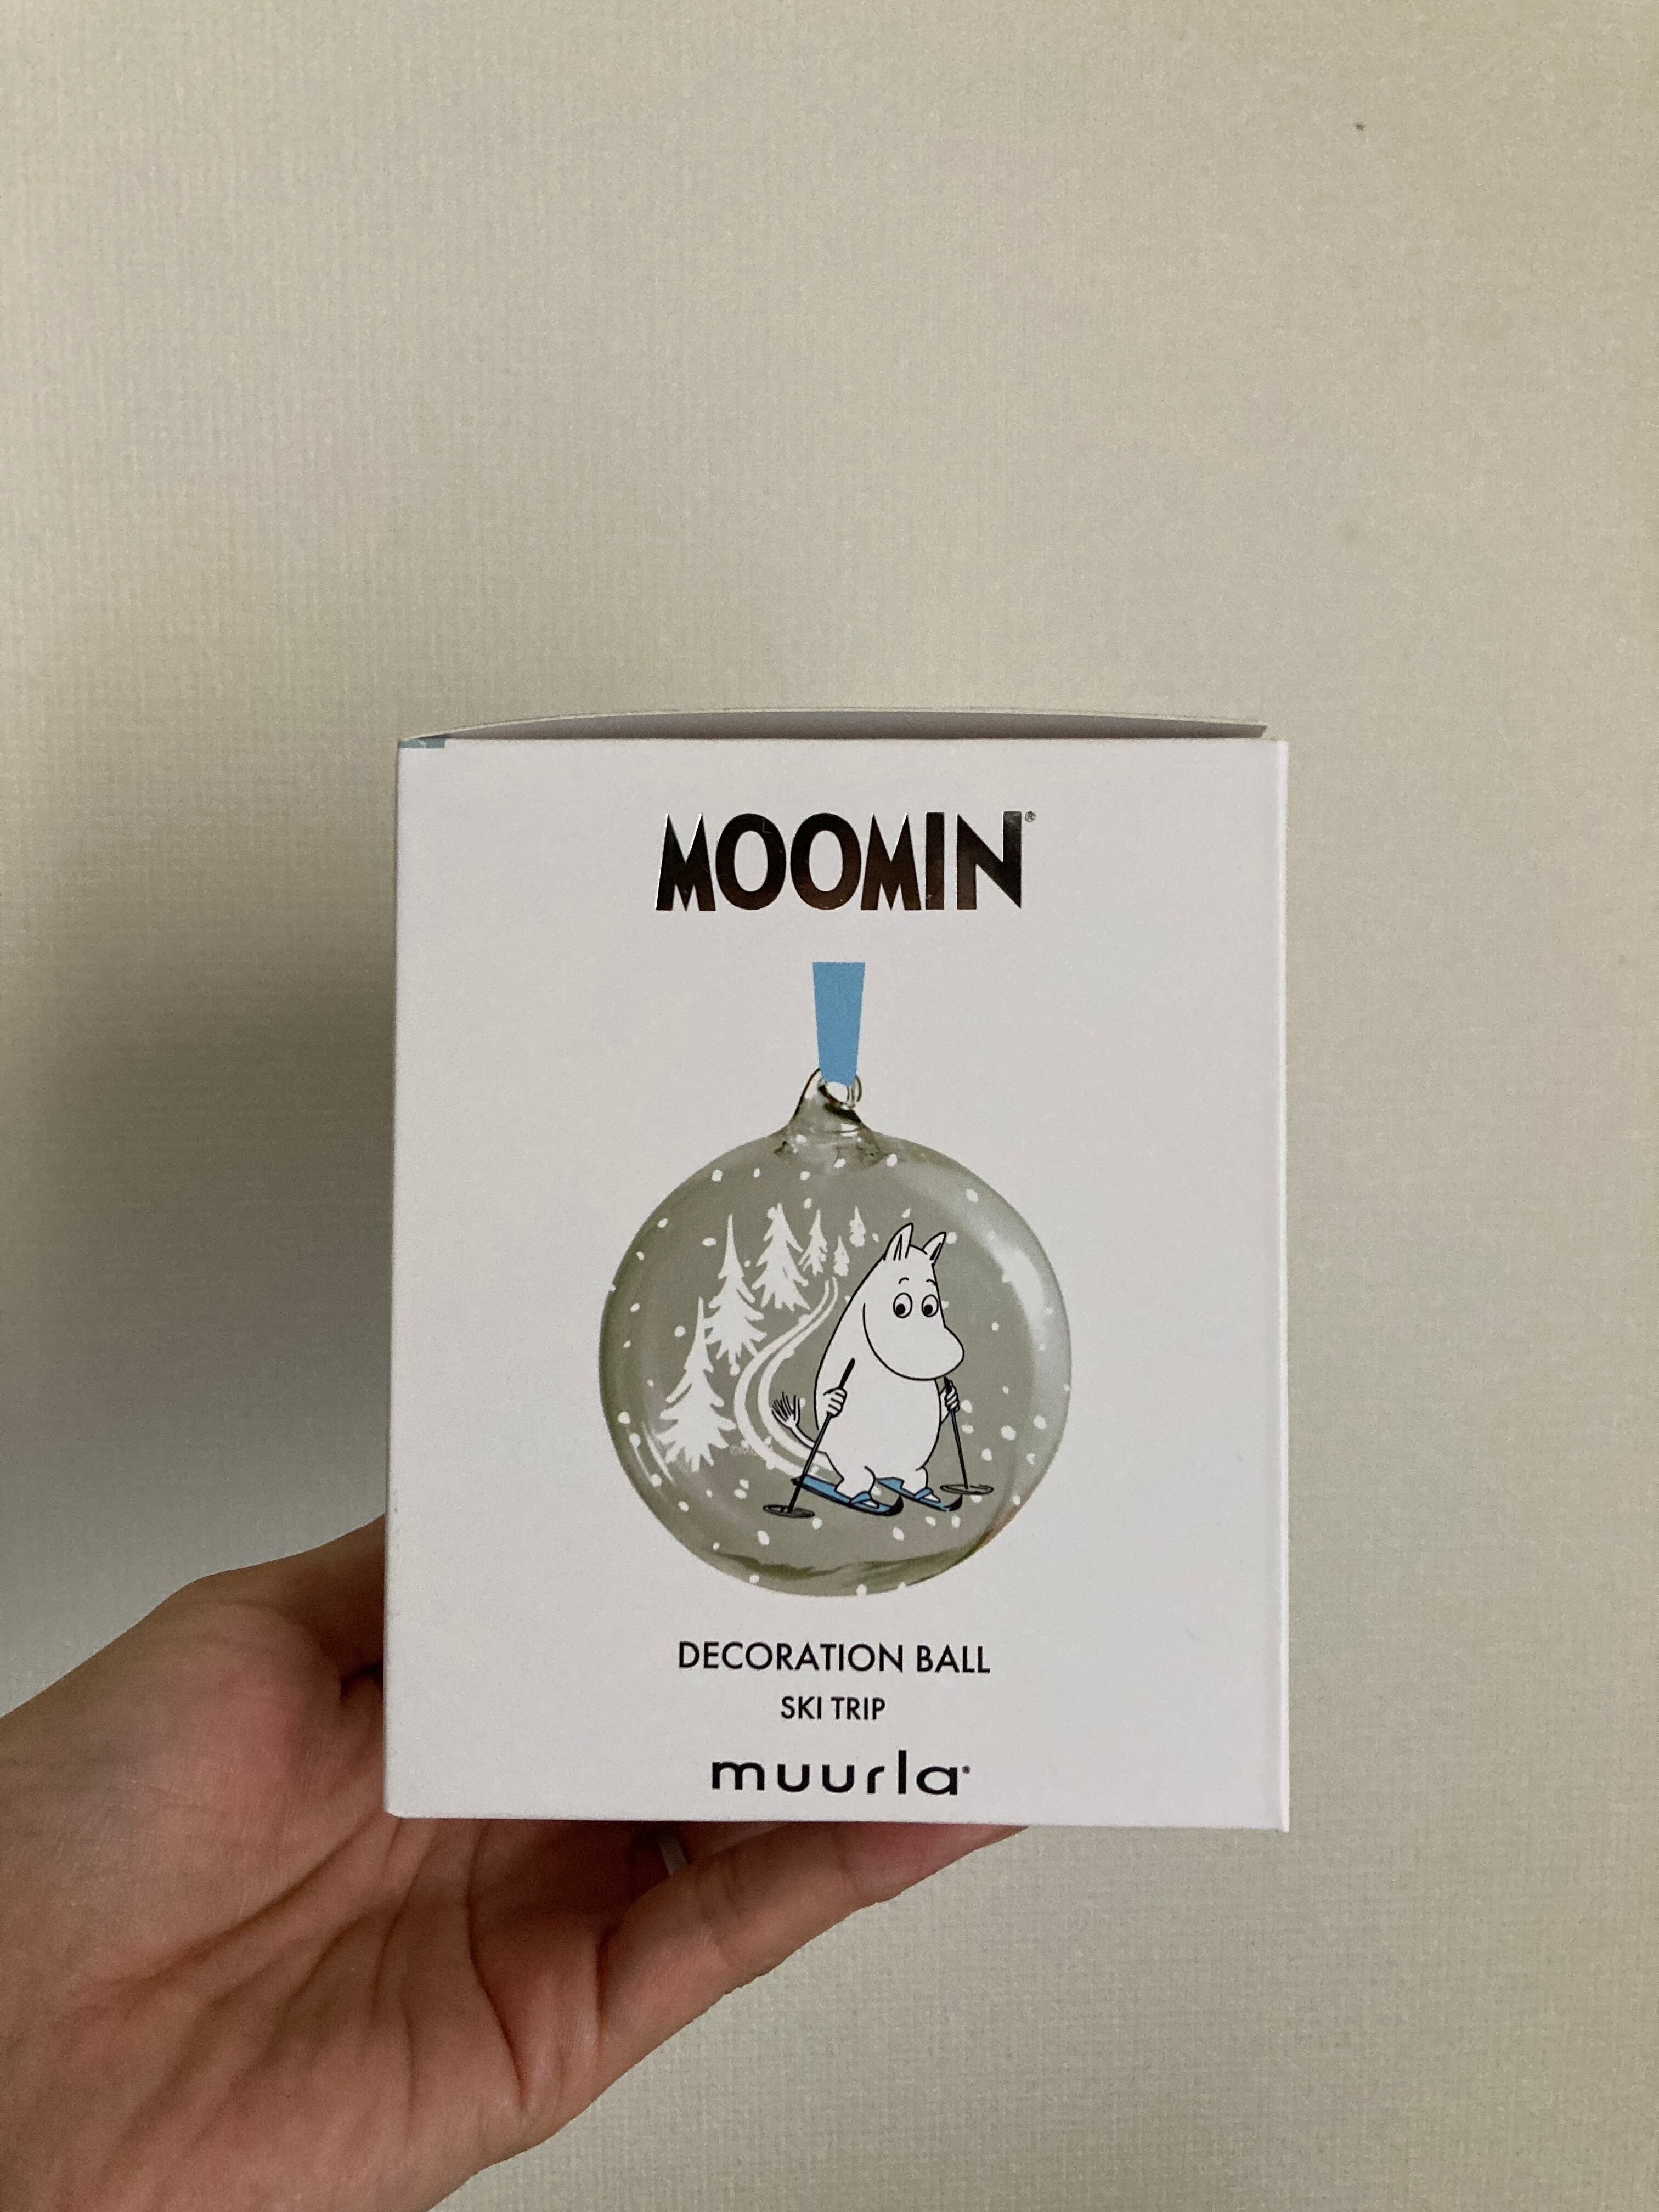 MOOMIN®
DECORATION BALL
SKI TRIP
muurla®